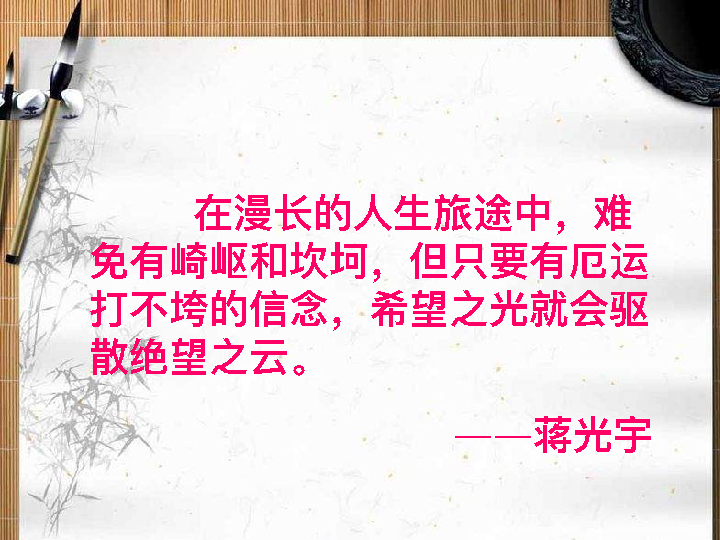 在漫长的人生旅途中，难
免有崎岖和坎坷，但只要有厄运
打不垮的信念，希望之光就会驱
散绝望之云。
——蒋光宇